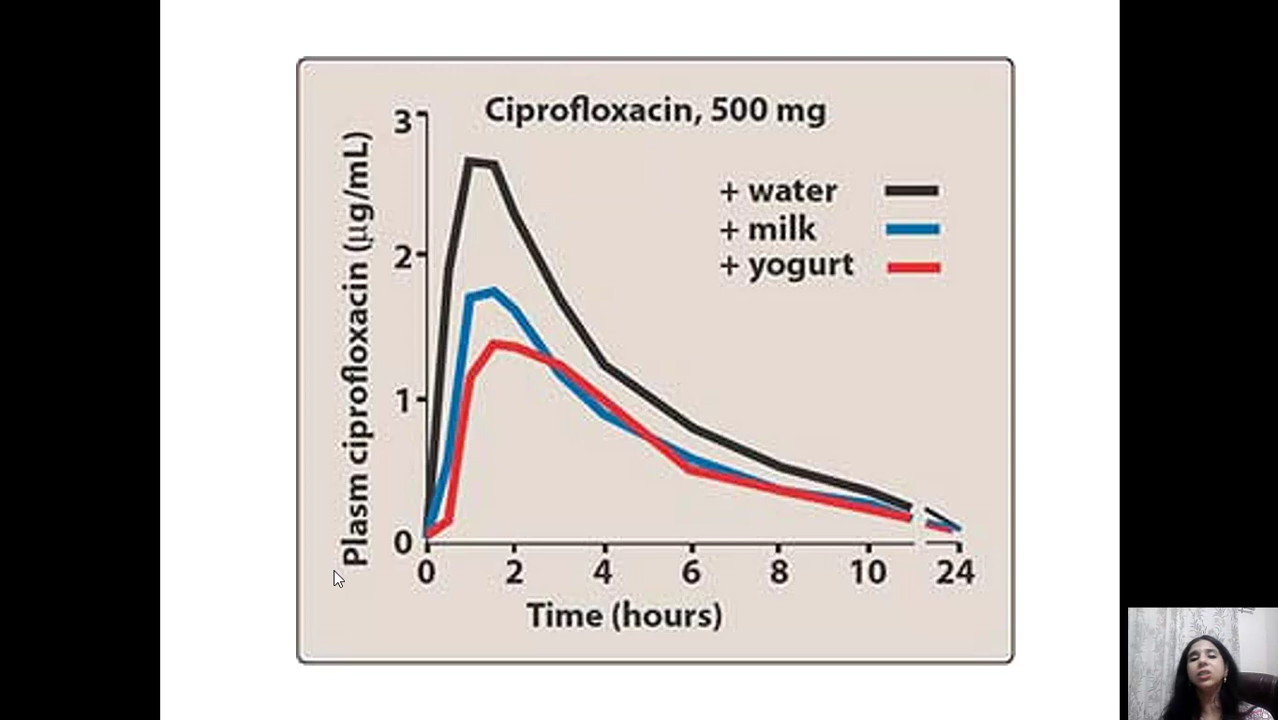 Ciprofloxacin, 500 mg
+ water
+ milk
+ yogurt
Plasm ciprofloxacin (μg/mL)
3
2
1
0
0 2 4 6 8 10 24
Time (hours)